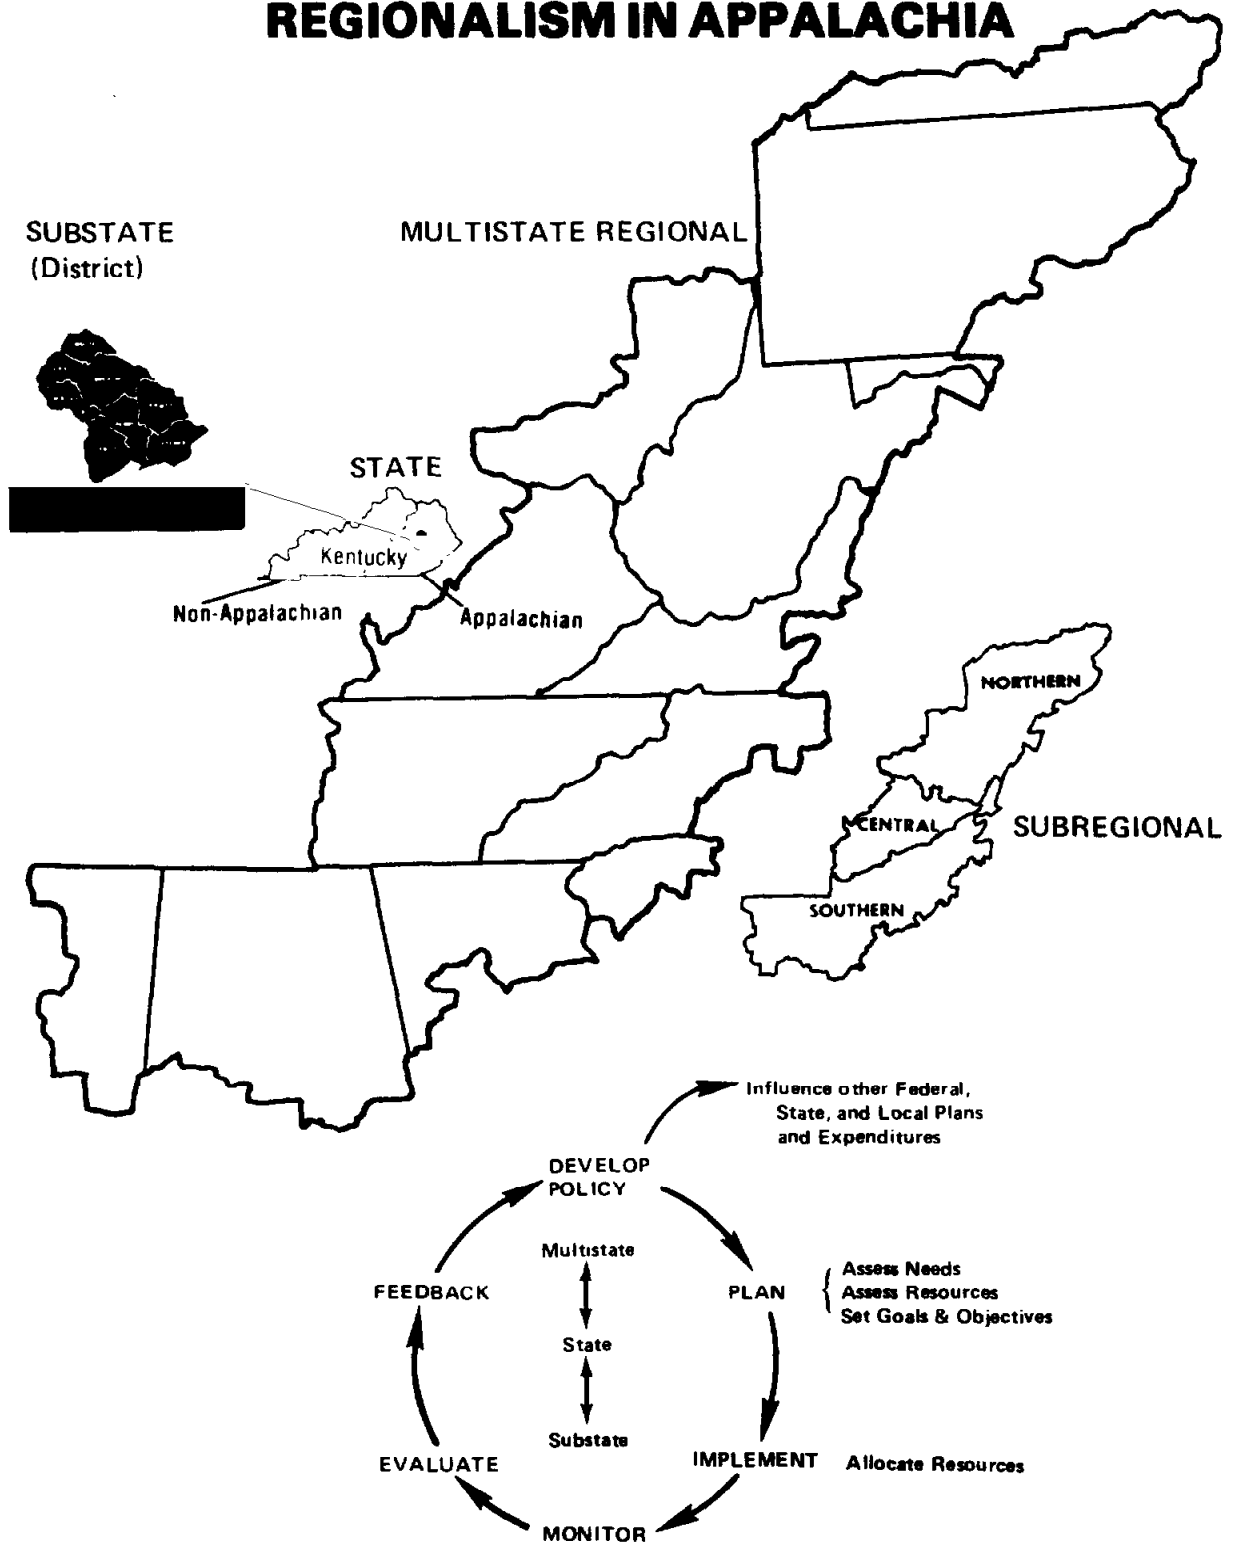 REGIONALISM IN APPALACHIA
SUBSTATE
(District)
MULTISTATE REGIONAL
STATE
Kentucky
Non-Appalachian
Appalachian
NORTHERN
CENTRAL
SUBREGIONAL
SOUTHERN
Influence other Federal,
State, and Local Plans
and Expenditures
DEVELOP
POLICY
Multistate
FEEDBACK
PLAN
{ Assess Needs
Assess Resources
Set Goals & Objectives
State
Substate
EVALUATE
IMPLEMENT
Allocate Resources
MONITOR